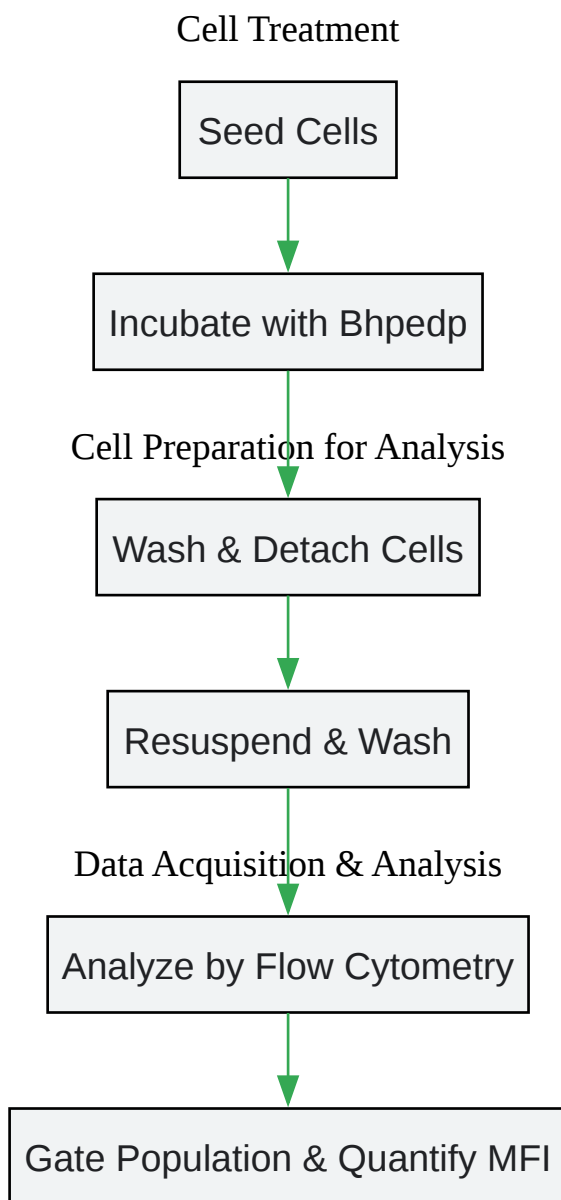 Cell Treatment
Seed Cells
Incubate with Bhpedp
Cell Preparation for Analysis
Wash & Detach Cells
Resuspend & Wash
Data Acquisition & Analysis
Analyze by Flow Cytometry
Gate Population & Quantify MFI